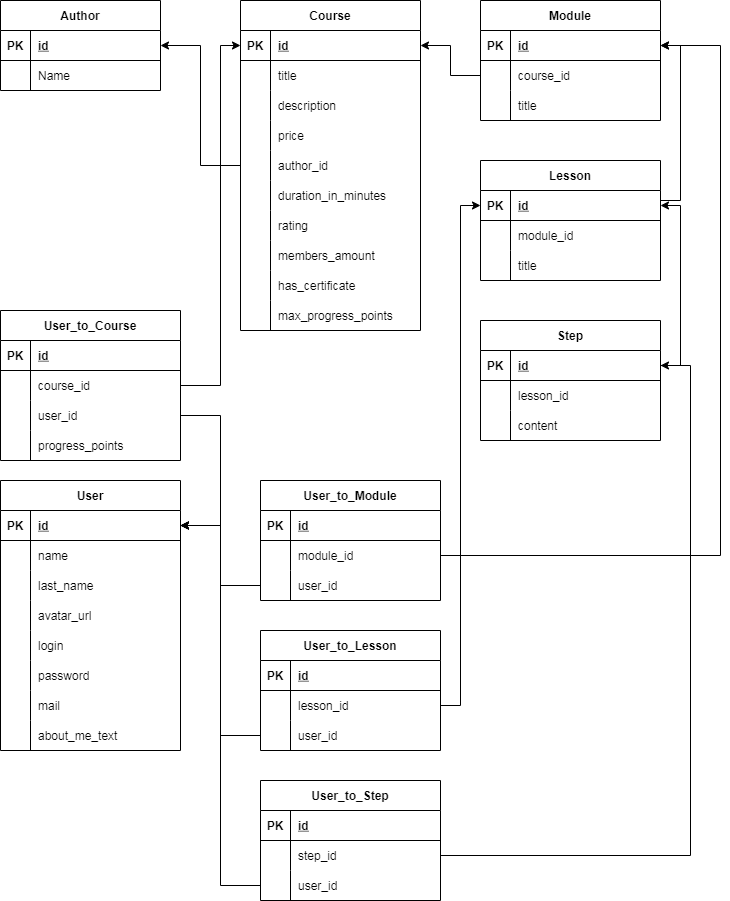 Author
PK id
Name
Course
PK id
title
description
price
author_id
duration_in_minutes
rating
members_amount
has_certificate
max_progress_points
Module
PK id
course_id
title
Lesson
PK id
module_id
title
Step
PK id
lesson_id
content
User_to_Course
PK id
course_id
user_id
progress_points
User
PK id
name
last_name
avatar_url
login
password
mail
about_me_text
User_to_Module
PK id
module_id
user_id
User_to_Lesson
PK id
lesson_id
user_id
User_to_Step
PK id
step_id
user_id